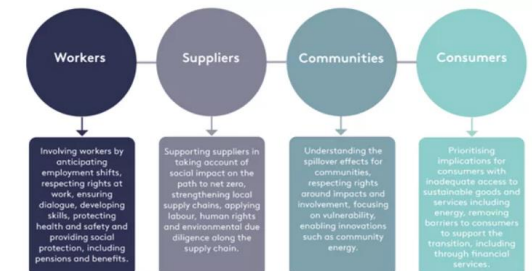 Workers
Suppliers
Communities
Consumers
Involving workers by
anticipating
employment shifts,
respecting rights at
work, ensuring
dialogue, developing
skills, protecting
health and safety and
providing social
protection, including
pensions and benefits.
Supporting suppliers in
taking account of
social impact on the
path to net zero,
strengthening local
supply chains, applying
labour, human rights
and environmental due
diligence along the
supply chain.
Understanding the
spillover effects for
communities,
respecting rights
around impacts and
involvement, focusing
on vulnerability,
enabling innovations
such as community
energy.
Prioritising
implications for
consumers with
inadequate access to
sustainable goods and
services including
energy, removing
barriers to consumers
to support the
transition, including
through financial
services.